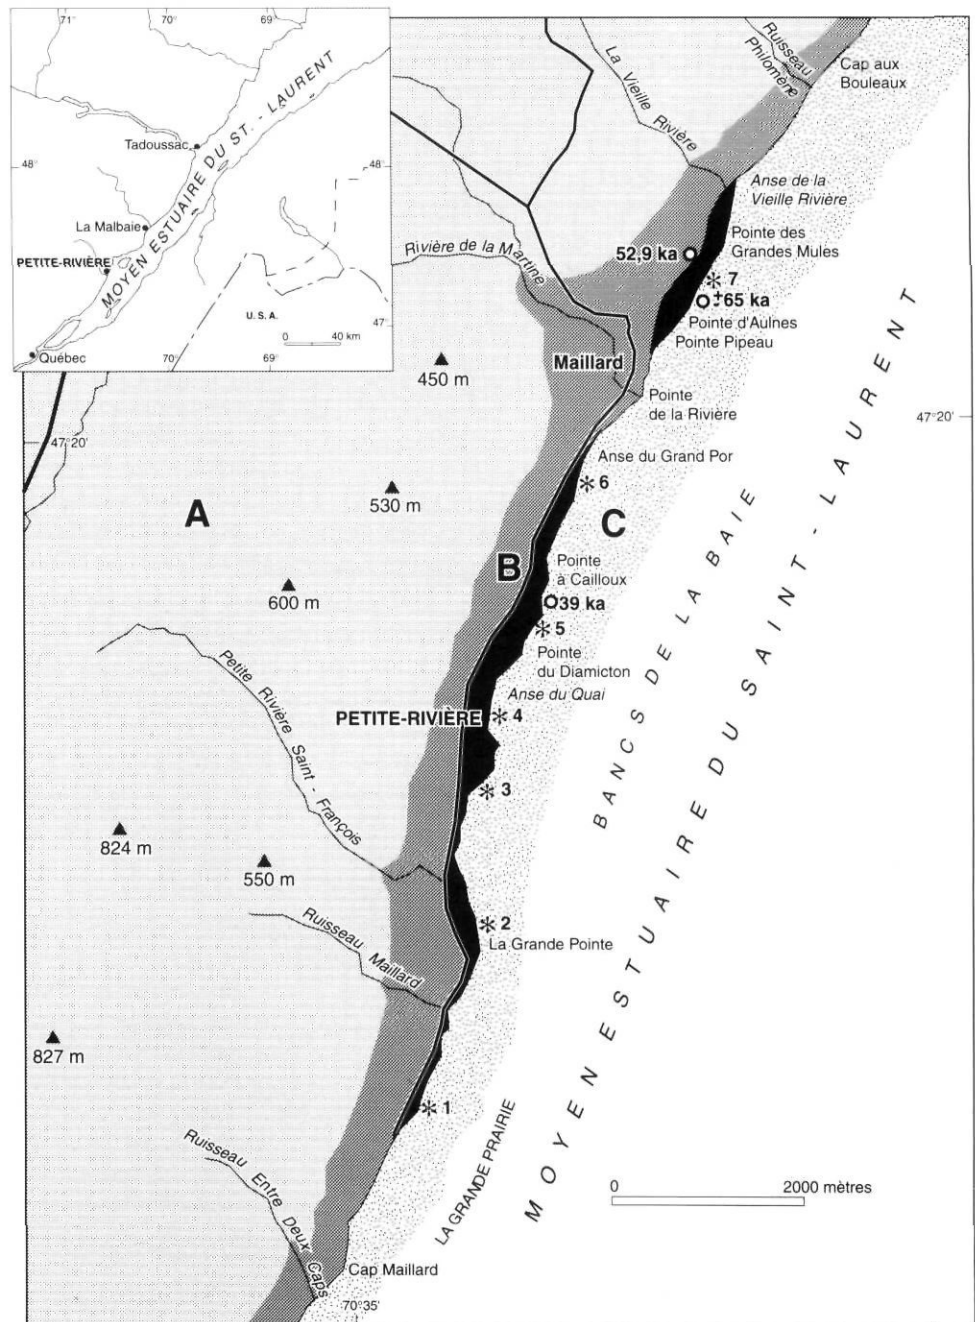 71°
70°
69°
48°
48°
Tadoussac
La Malbaie
PETITE-RIVIÈRE
MOYEN ESTUAIRE DU ST. - LAURENT
U. S. A.
0 40 km
47°
Québec
70°
69°
Ruisseau
Philomène
Cap aux
Bouleaux
La Vieille Rivière
Anse de la
Vieille Rivière
Rivière de la Martine
52,9 ka
Pointe des
Grandes Mules
7
±65 ka
Pointe d'Aulnes
Pointe Pipeau
Maillard
450 m
Pointe
de la Rivière
47°20'
47°20'
Anse du Grand Por
6
530 m
A
C
B
Pointe
à Cailloux
600 m
39 ka
5
Pointe
du Diamicton
Anse du Quai
Petite Rivière Saint-François
PETITE-RIVIÈRE
4
BANCS DE LA BAIE
MOYEN ESTUAIRE DU SAINT - LAURENT
3
824 m
550 m
Ruisseau Maillard
2
La Grande Pointe
827 m
1
LA GRANDE PRAIRIE
Ruisseau Entre Deux Caps
0 2000 mètres
Cap Maillard
70°35'